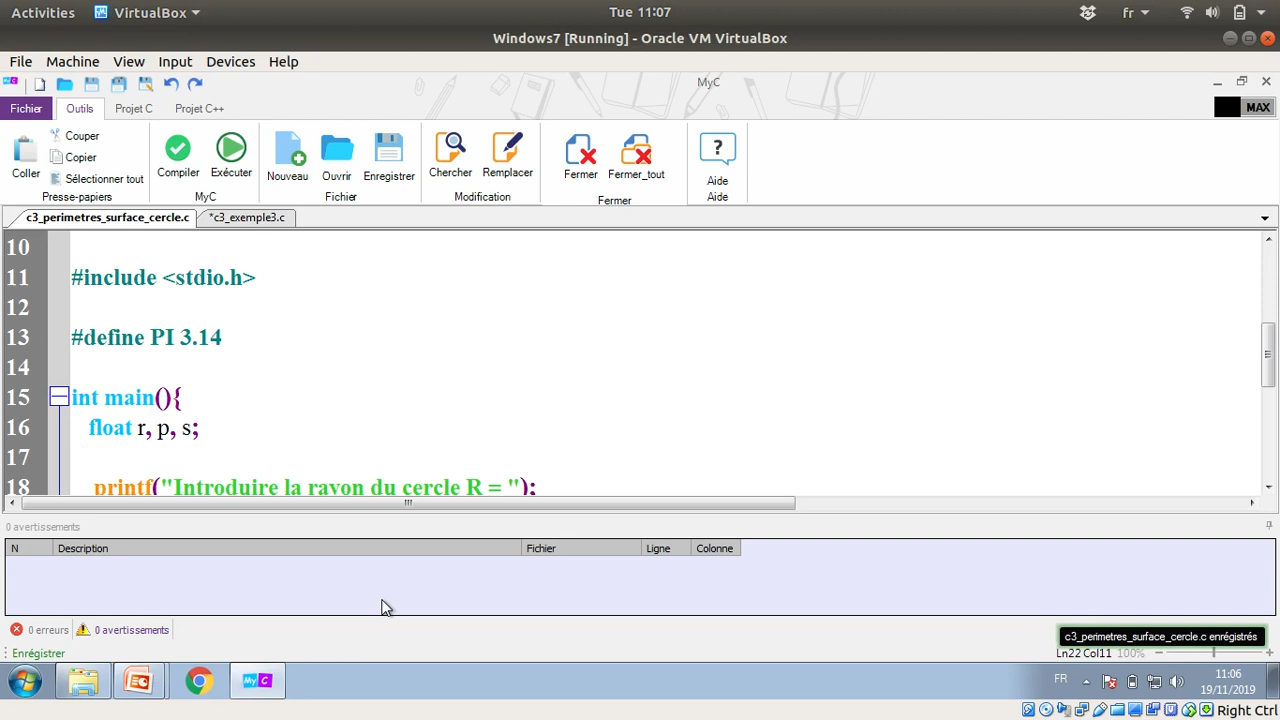 Activities VirtualBox Tue 11:07 fr
Windows7 [Running] - Oracle VM VirtualBox
File Machine View Input Devices Help
MyC
Fichier Outils Projet C Projet C++ MAX
Coller Couper Copier Sélectionner tout Compiler Exécuter Nouveau Ouvrir Enregistrer Chercher Remplacer Fermer Fermer_tout Aide
Presse-papiers MyC Fichier Modification Fermer Aide
c3_perimetres_surface_cercle.c *c3_exemple3.c
10
11 #include <stdio.h>
12
13 #define PI 3.14
14
15 int main(){
16 float r, p, s;
17
18 printf("Introduire la rayon du cercle R = ");
0 avertissements
N Description Fichier Ligne Colonne
0 erreurs 0 avertissements
c3_perimetres_surface_cercle.c enrégistrés
Enrégistrer Ln22 Col11 100%
MyC FR 11:06
19/11/2019
Right Ctrl